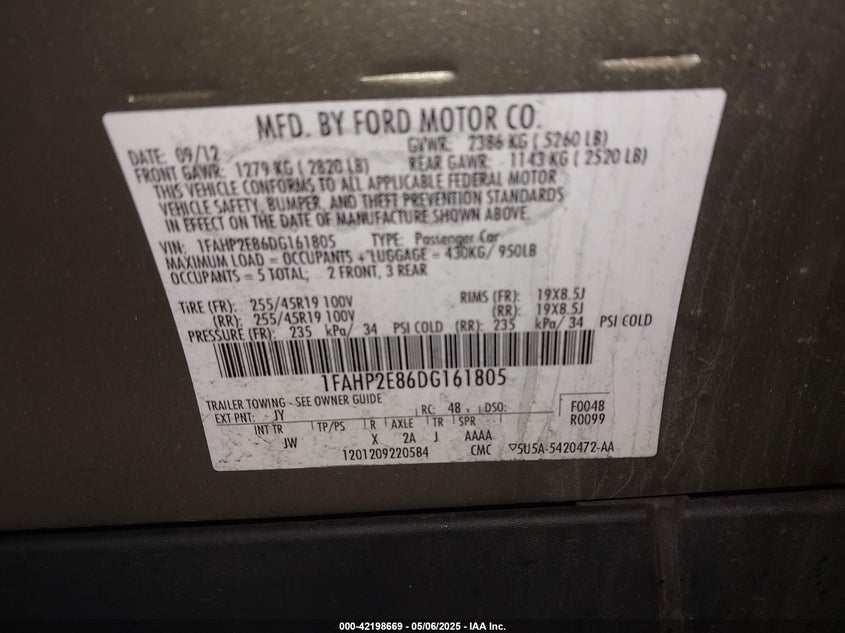 MFD. BY FORD MOTOR CO.
DATE: 09/12 GVWR: 2386 KG ( 5260 LB)
FRONT GAWR: 1279 KG ( 2820 LB) REAR GAWR: 1143 KG ( 2520 LB)
THIS VEHICLE CONFORMS TO ALL APPLICABLE FEDERAL MOTOR
VEHICLE SAFETY, BUMPER, AND THEFT PREVENTION STANDARDS
IN EFFECT ON THE DATE OF MANUFACTURE SHOWN ABOVE.
VIN: 1FAHP2E86DG161805 TYPE: Passenger Car
MAXIMUM LOAD = OCCUPANTS + LUGGAGE = 430KG/ 950LB
OCCUPANTS = 5 TOTAL; 2 FRONT, 3 REAR
TIRE (FR): 255/45R19 100V RIMS (FR): 19X8.5J
(RR): 255/45R19 100V (RR): 19X8.5J
PRESSURE (FR): 235 kPa/ 34 PSI COLD (RR): 235 kPa/ 34 PSI COLD
1FAHP2E86DG161805
TRAILER TOWING - SEE OWNER GUIDE
EXT PNT: JY RC: 48 DSO: F0048
R0099
INT TR TP/PS R AXLE TR SPR
JW X 2A J AAAA
1201209220584 CMC ▽5U5A-5420472-AA
000-42198669 - 05/06/2025 - IAA Inc.